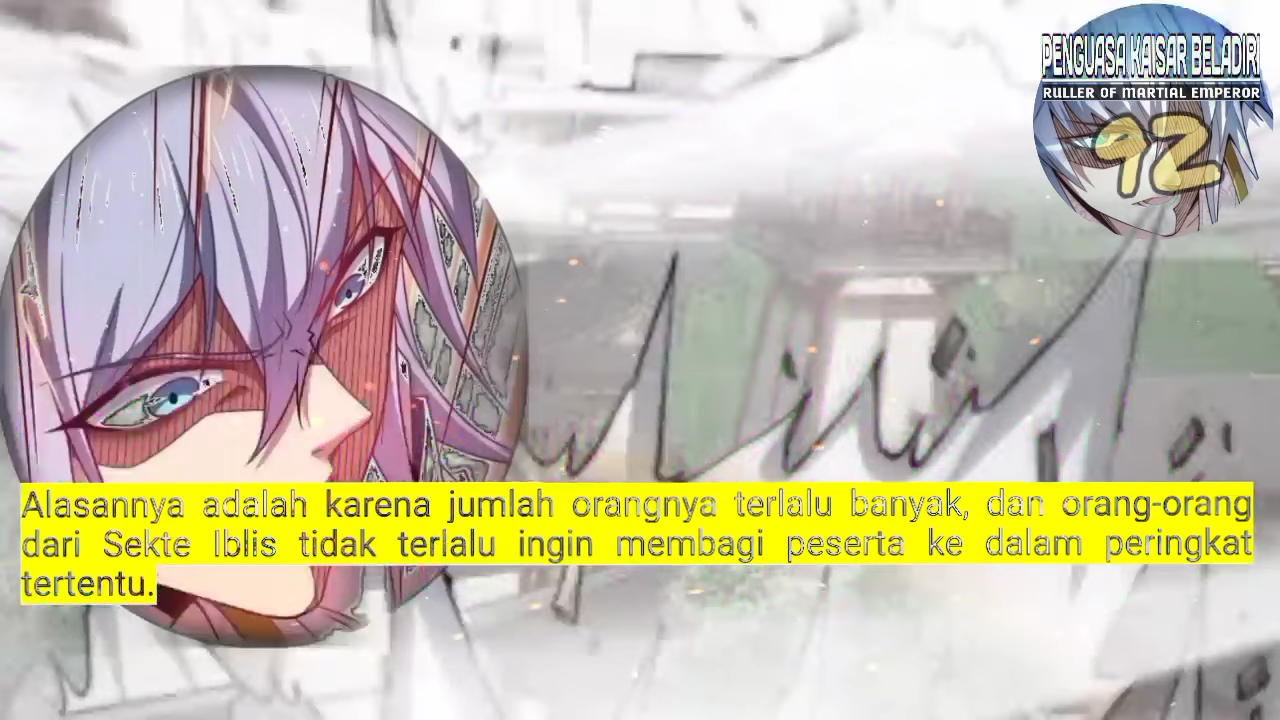 PENGUASA KAISAR BELADIRI
RULLER OF MARTIAL EMPEROR
92
Alasannya adalah karena jumlah orangnya terlalu banyak, dan orang-orang
dari Sekte Iblis tidak terlalu ingin membagi peserta ke dalam peringkat
tertentu.